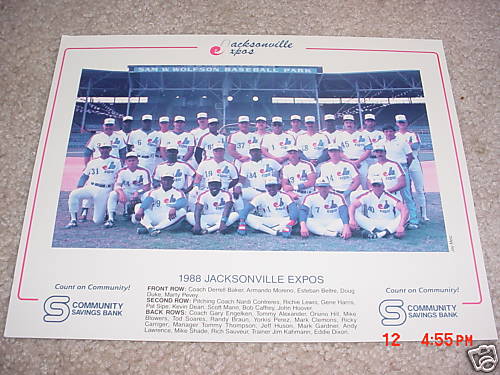 Jacksonville
Expos
SAM W. WOLFSON BASEBALL PARK
1988 JACKSONVILLE EXPOS
FRONT ROW: Coach Derrell Baker, Armando Moreno, Esteban Beltre, Doug
Duke, Marty Pevey.
SECOND ROW: Pitching Coach Nardi Contreres, Richie Lewis, Gene Harris,
Pat Sipe, Kevin Dean, Scott Mann, Bob Caffrey, John Hoover.
BACK ROWS: Coach Gary Engelken, Tommy Alexander, Orsino Hill, Mike
Blowers, Tod Soares, Randy Braun, Yorkis Perez, Mark Clemons, Ricky
Carriger, Manager Tommy Thompson, Jeff Huson, Mark Gardner, Andy
Lawrence, Mike Shade, Rich Sauveur, Trainer Jim Kahmann, Eddie Dixon.
Count on Community!
COMMUNITY
SAVINGS BANK
Count on Community!
COMMUNITY
SAVINGS BANK
12 4:55PM